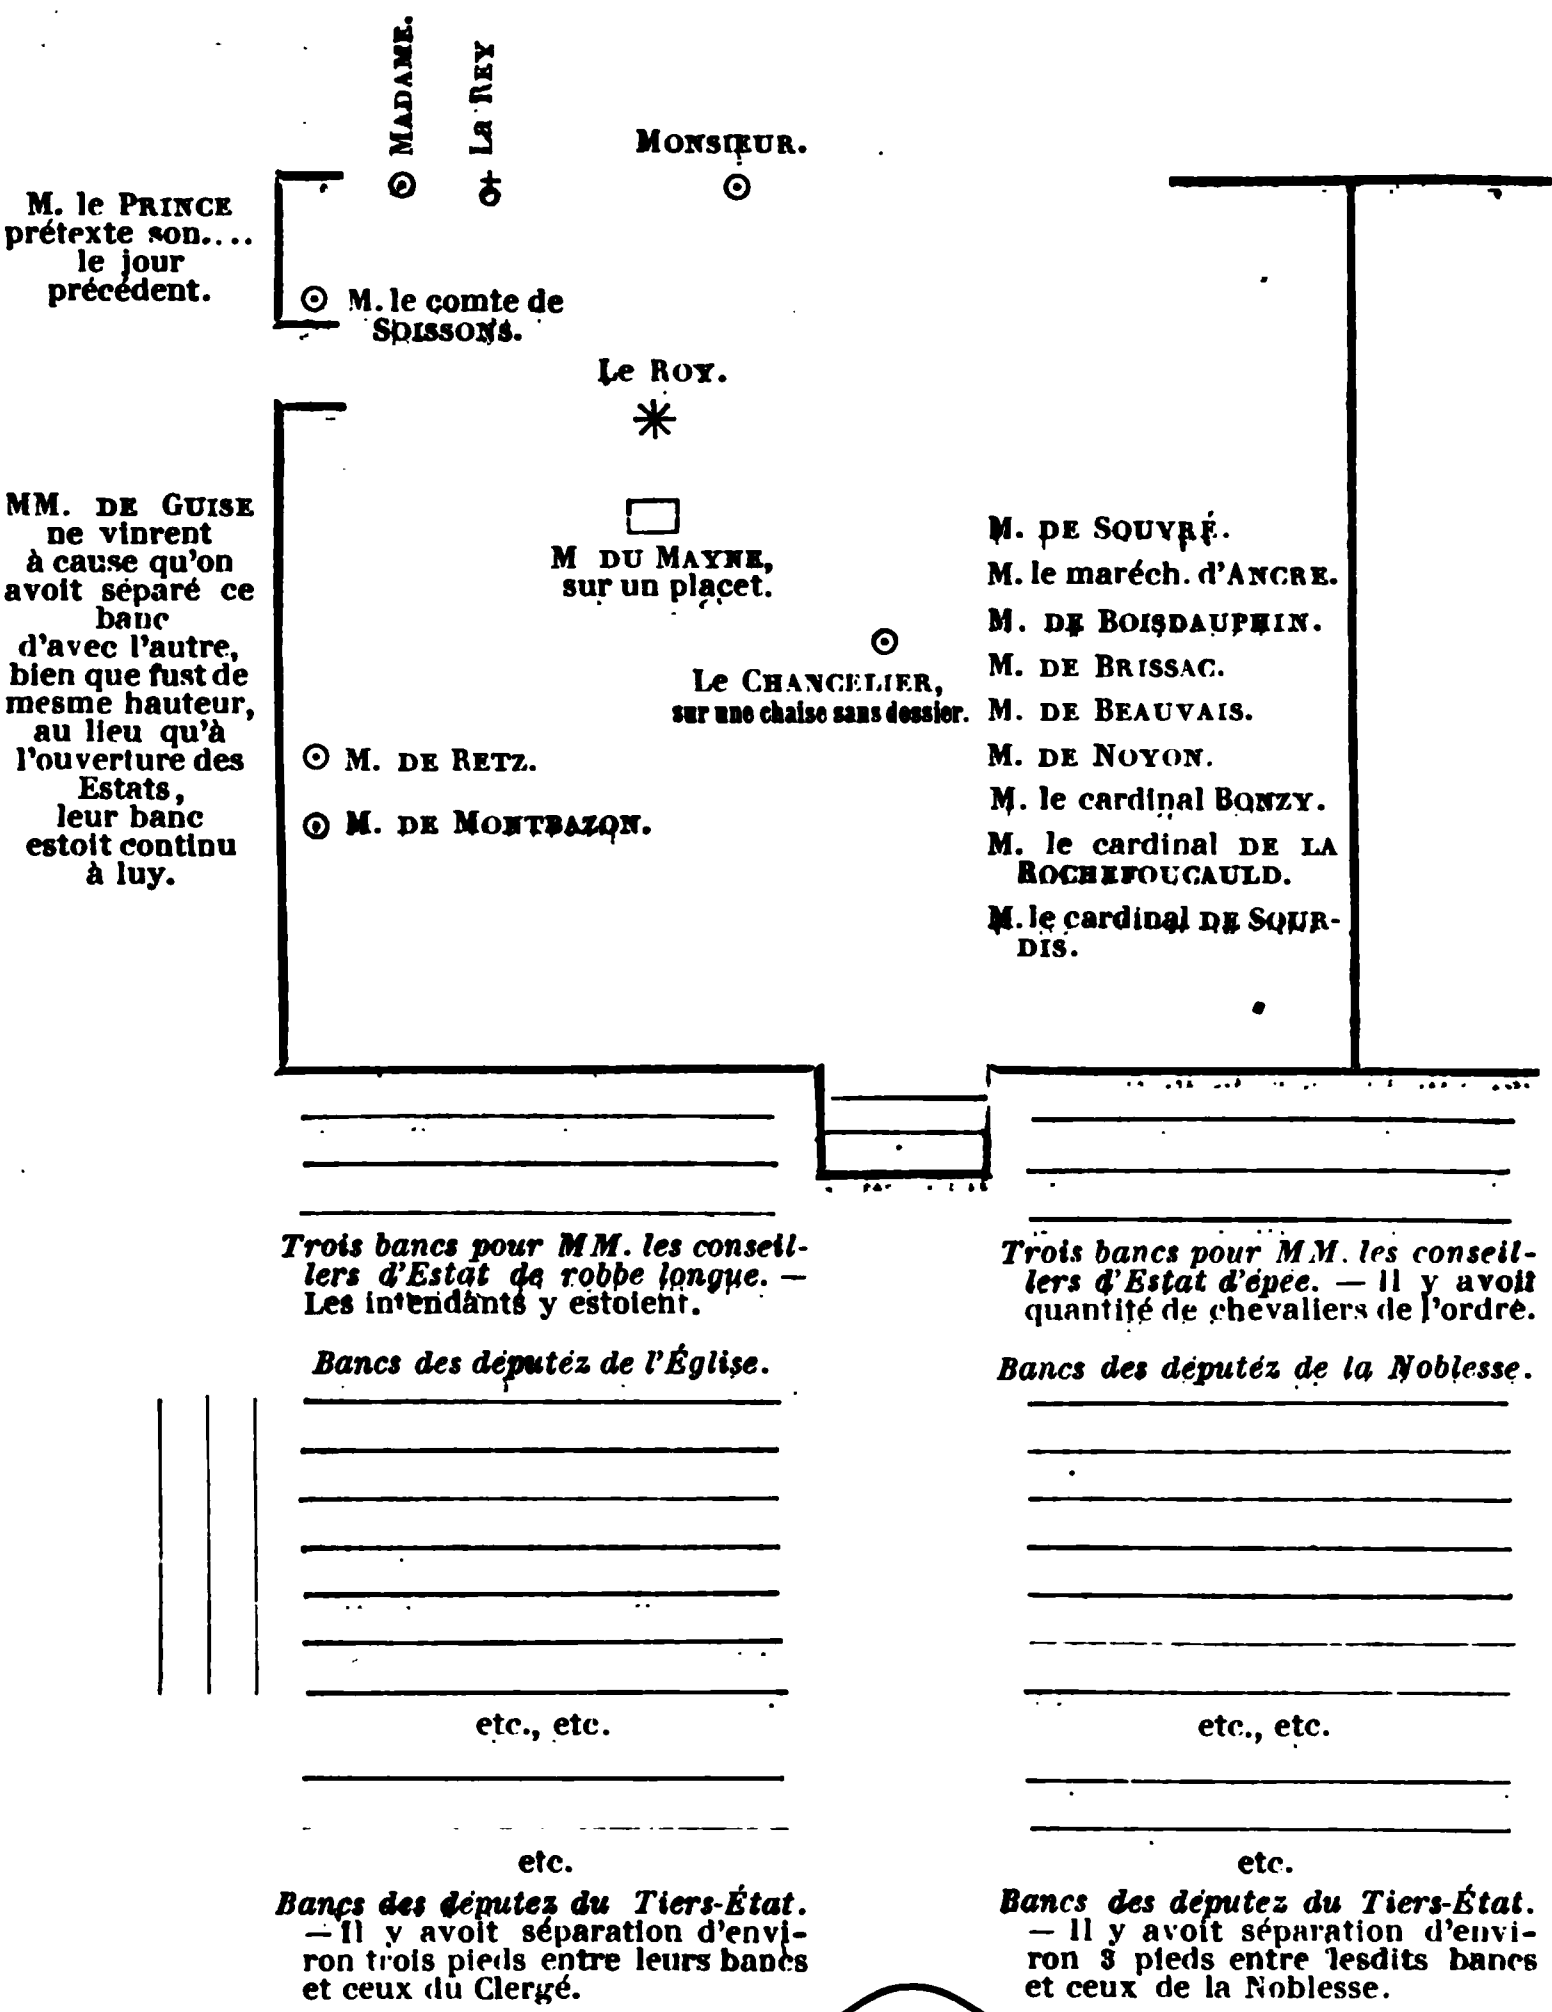 MADAME.
La REY
MONSIEUR.
M. le PRINCE
prétexte son....
le jour
précédent.
M. le comte de
SOISSONS.
Le ROY.
MM. DE GUISE
ne vinrent
à cause qu'on
avoit séparé ce
banc
d'avec l'autre,
bien que fust de
mesme hauteur,
au lieu qu'à
l'ouverture des
Estats,
leur banc
estoit continu
à luy.
M DU MAYNE,
sur un placet.
Le CHANCELIER,
sur une chaise sans dossier.
M. DE RETZ.
M. DE MONTBAZON.
M. DE SOUVRÉ.
M. le maréch. d'ANCRE.
M. DE BOISDAUPHIN.
M. DE BRISSAC.
M. DE BEAUVAIS.
M. DE NOYON.
M. le cardinal BONZY.
M. le cardinal DE LA
ROCHEFOUCAULD.
M. le cardinal DE SOUR-
DIS.
Trois bancs pour MM. les conseil-
lers d'Estat de robbe longue. —
Les intendants y estoient.
Trois bancs pour MM. les conseil-
lers d'Estat d'épée. — Il y avoit
quantité de chevaliers de l'ordre.
Bancs des députéz de l'Église.
Bancs des députéz de la Noblesse.
etc., etc.
etc., etc.
etc.
etc.
Bancs des députez du Tiers-État.
— Il y avoit séparation d'envi-
ron trois pieds entre leurs bancs
et ceux du Clergé.
Bancs des députez du Tiers-État.
— Il y avoit séparation d'envi-
ron 3 pieds entre lesdits bancs
et ceux de la Noblesse.